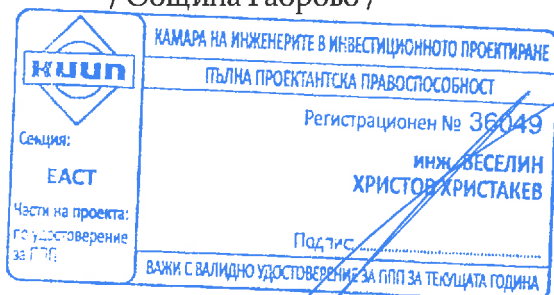 / Община Габрово /
КАМАРА НА ИНЖЕНЕРИТЕ В ИНВЕСТИЦИОННОТО ПРОЕКТИРАНЕ
КИИП
ПЪЛНА ПРОЕКТАНТСКА ПРАВОСПОСОБНОСТ
Регистрационен № 36049
Секция:
ЕАСТ
инж. ВЕСЕЛИН
ХРИСТОВ ХРИСТАКЕВ
Части на проекта:
по удостоверение
за ППП
Подпис
ВАЖИ С ВАЛИДНО УДОСТОВЕРЕНИЕ ЗА ППП ЗА ТЕКУЩАТА ГОДИНА